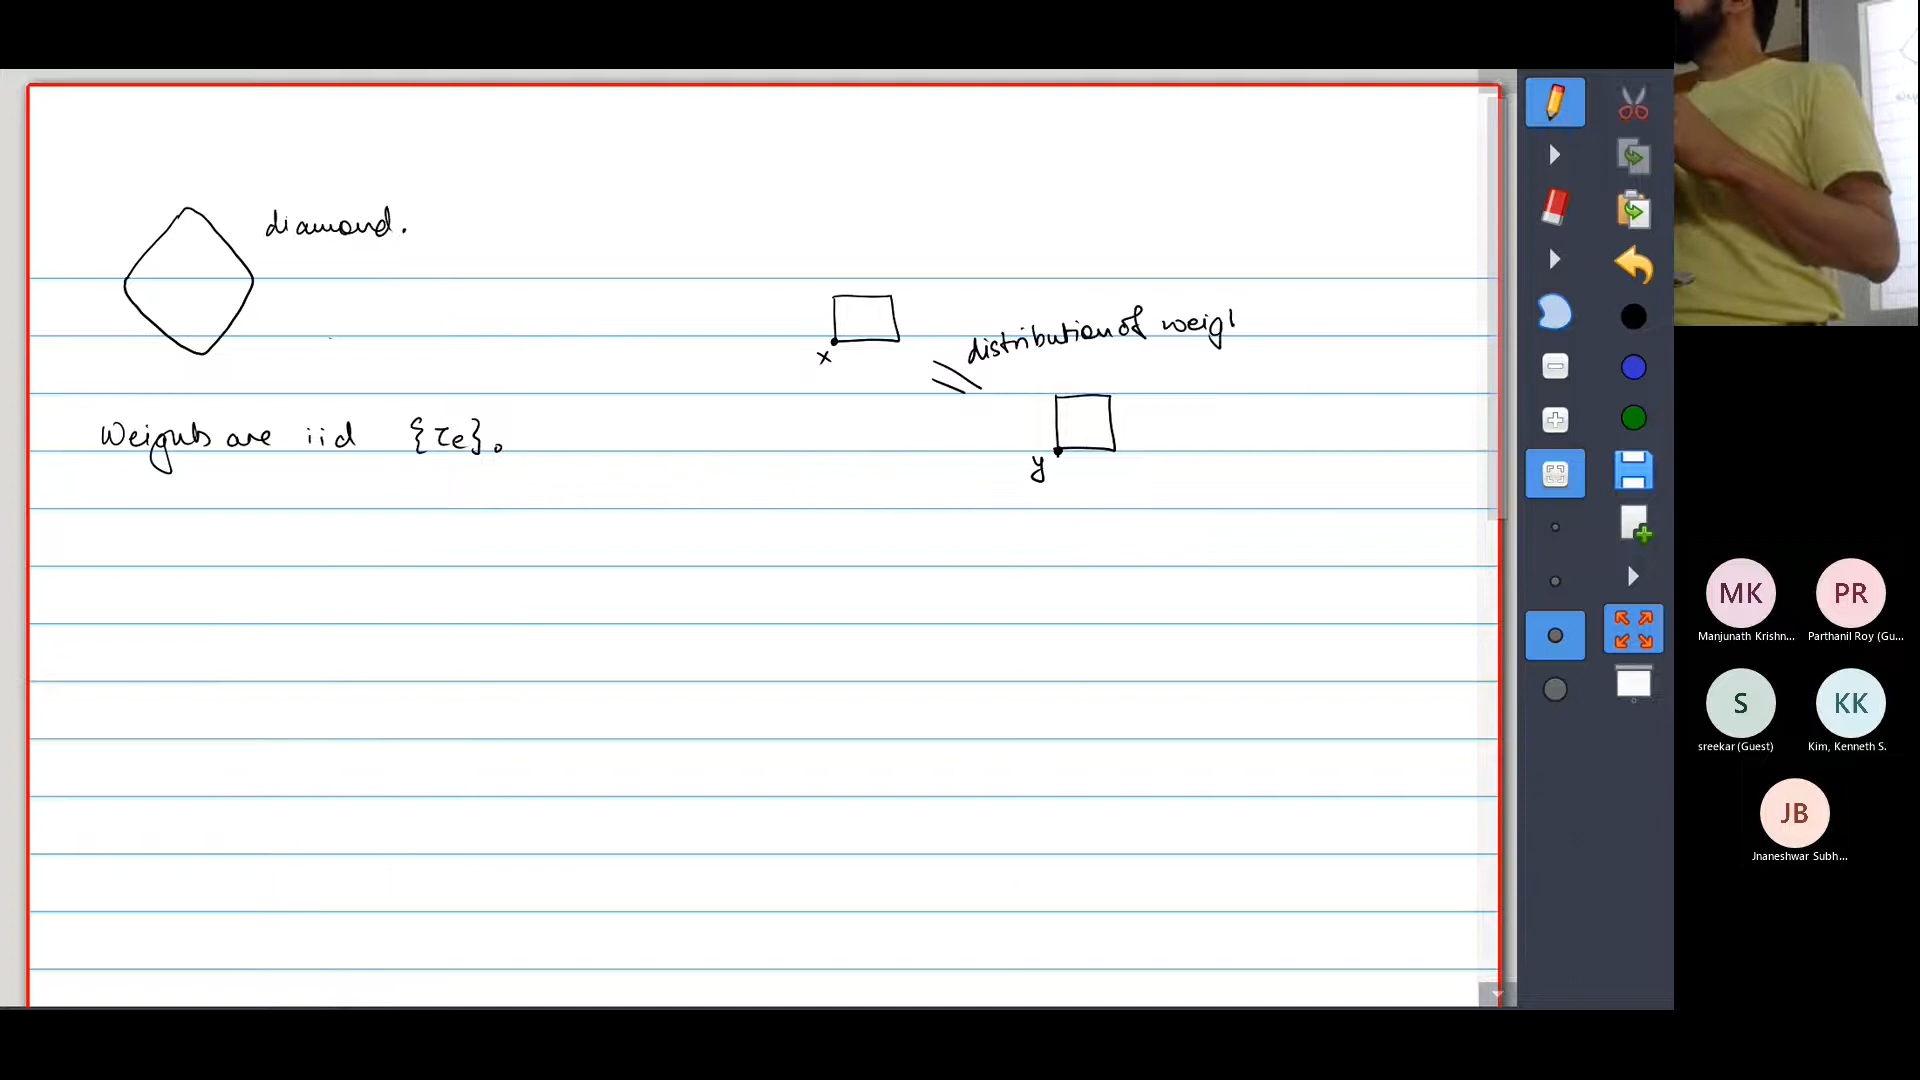 diamond.
distribution of weigh
x
y
Weights are iid {τe}.
MK
PR
Manjunath Krishn...
Parthanil Roy (Gu...
S
KK
sreekar (Guest)
Kim, Kenneth S.
JB
Jnaneshwar Subh...